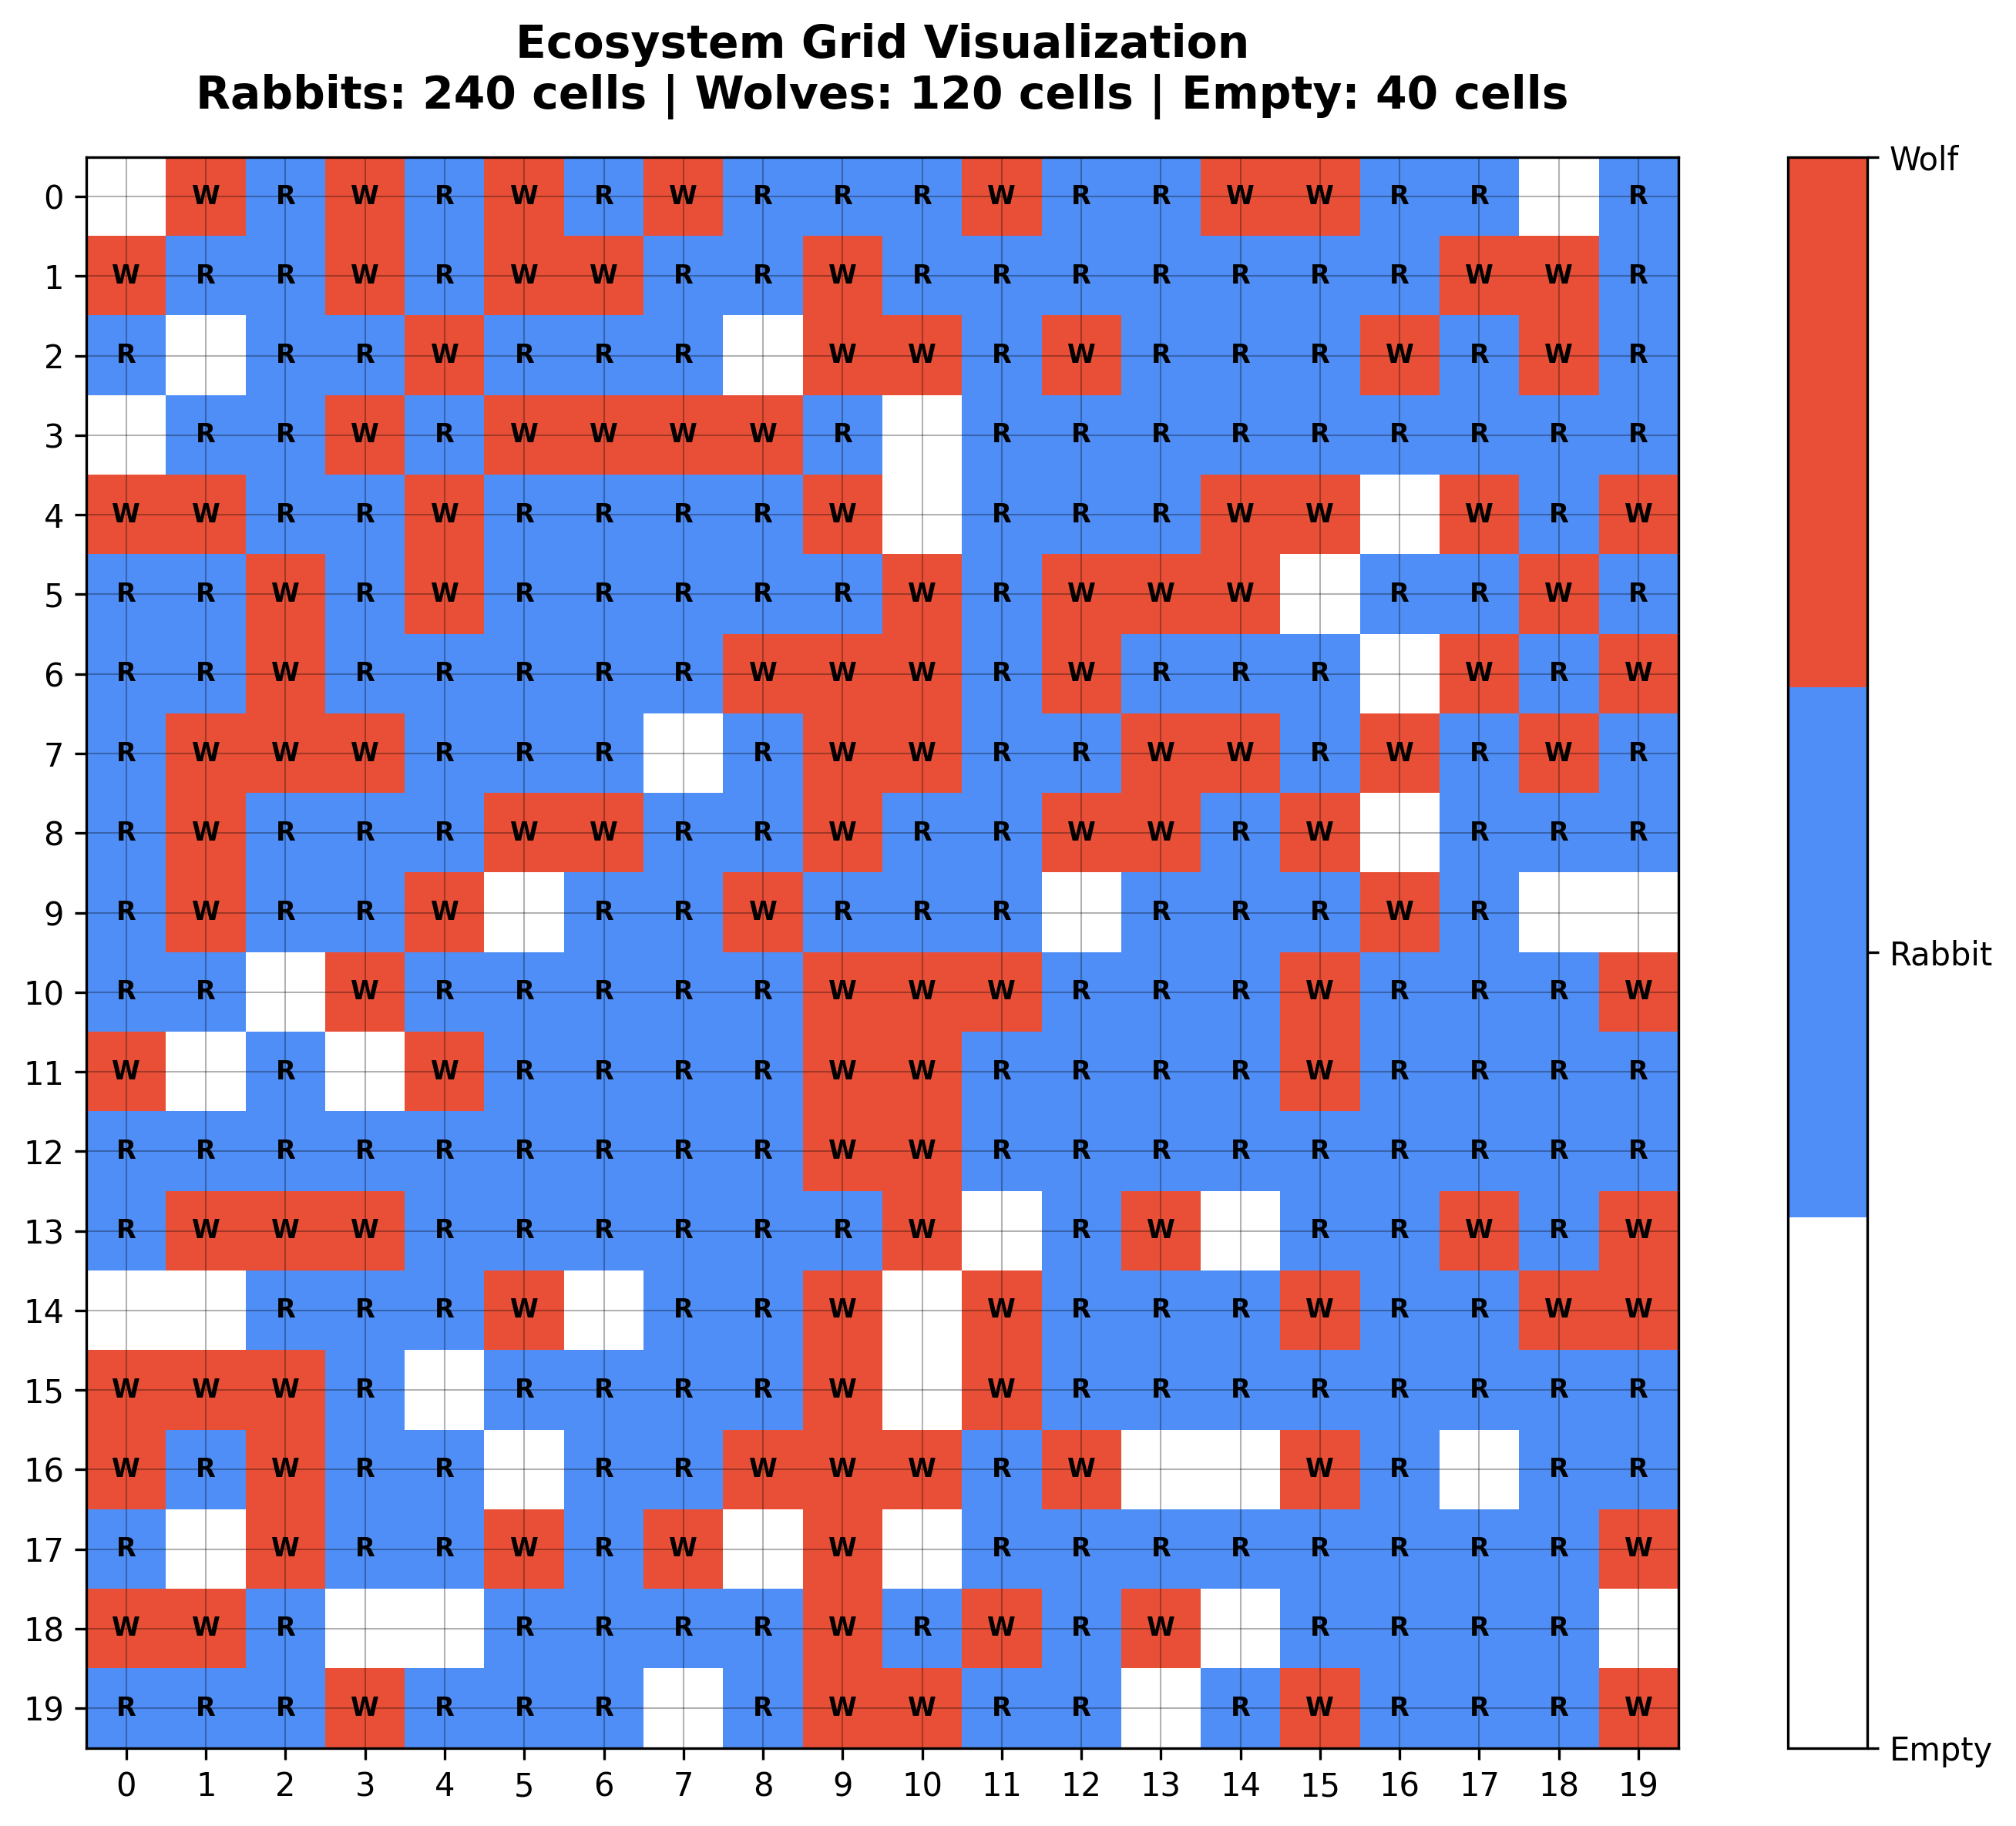 Ecosystem Grid Visualization
Rabbits: 240 cells | Wolves: 120 cells | Empty: 40 cells
Wolf
0 W R W R W R W R R R W R R W W R R R
1 W R R W R W W R R W R R R R R R R W W R
2 R R R W R R R W W R W R R R W R W R
3 R R W R W W W W R R R R R R R R R R
4 W W R R W R R R R W R R R W W W R W
5 R R W R W R R R R R W R W W W R R W R
6 R R W R R R R R W W W R W R R R W R W
7 R W W W R R R R W W R R W W R W R W R
8 R W R R R W W R R W R R W W R W R R R
9 R W R R W R R W R R R R R R W R
Rabbit
10 R R W R R R R R W W W R R R W R R R W
11 W R W R R R R W W R R R R W R R R R
12 R R R R R R R R R W W R R R R R R R R R
13 R W W W R R R R R R W R W R R W R W
14 R R R W R R W W R R R W R R W W
15 W W W R R R R R W W R R R R R R R R
16 W R W R R R R W W W R W W R R R
17 R W R R W R W W R R R R R R R R W
18 W W R R R R R W R W R W R R R R
19 R R R W R R R R W W R R R W R R R W
Empty
0 1 2 3 4 5 6 7 8 9 10 11 12 13 14 15 16 17 18 19